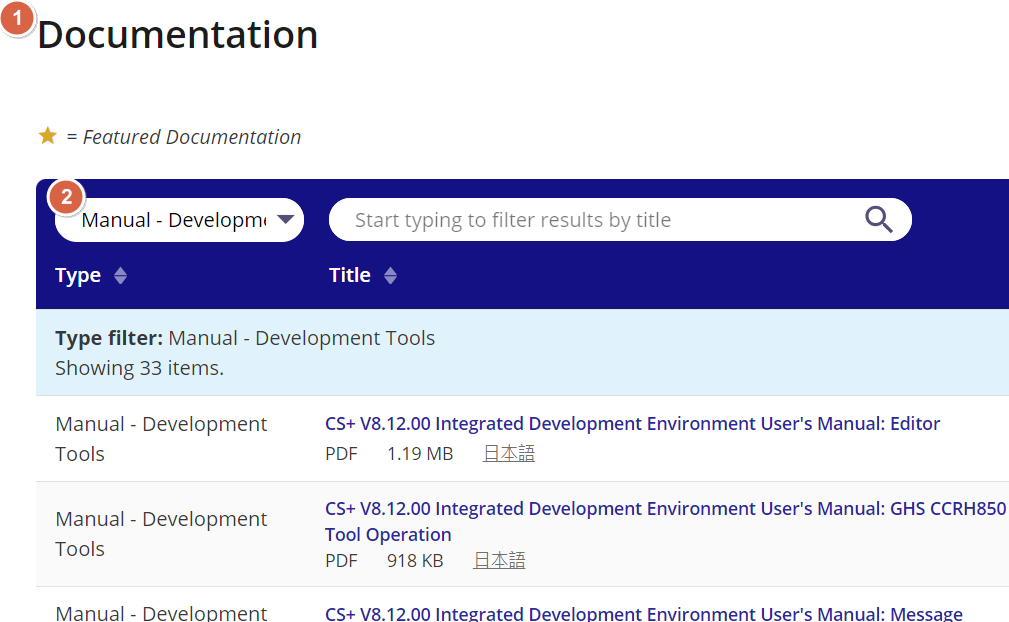 1
Documentation
= Featured Documentation
2
Manual - Developme
Start typing to filter results by title
Type
Title
Type filter: Manual - Development Tools
Showing 33 items.
Manual - Development
Tools
CS+ V8.12.00 Integrated Development Environment User's Manual: Editor
PDF 1.19 MB 日本語
Manual - Development
Tools
CS+ V8.12.00 Integrated Development Environment User's Manual: GHS CCRH850
Tool Operation
PDF 918 KB 日本語
Manual - Development
CS+ V8.12.00 Integrated Development Environment User's Manual: Message